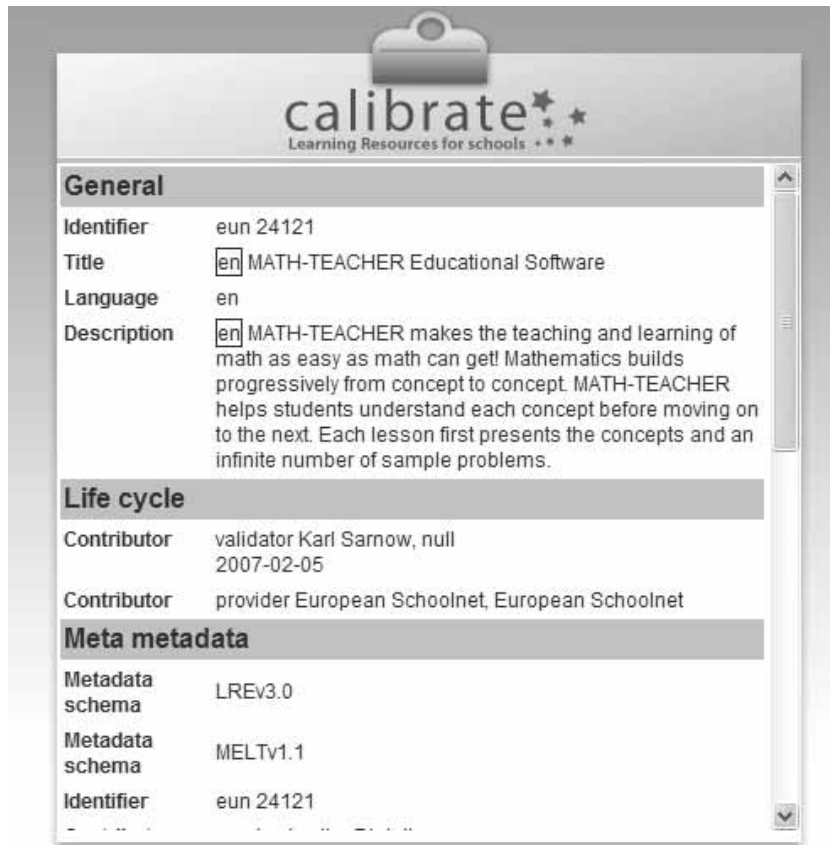 calibrate
Learning Resources for schools
General
Identifier eun 24121
Title en MATH-TEACHER Educational Software
Language en
Description en MATH-TEACHER makes the teaching and learning of
math as easy as math can get! Mathematics builds
progressively from concept to concept. MATH-TEACHER
helps students understand each concept before moving on
to the next. Each lesson first presents the concepts and an
infinite number of sample problems.
Life cycle
Contributor validator Karl Sarnow, null
2007-02-05
Contributor provider European Schoolnet, European Schoolnet
Meta metadata
Metadata
schema LREv3.0
Metadata
schema MELTv1.1
Identifier eun 24121